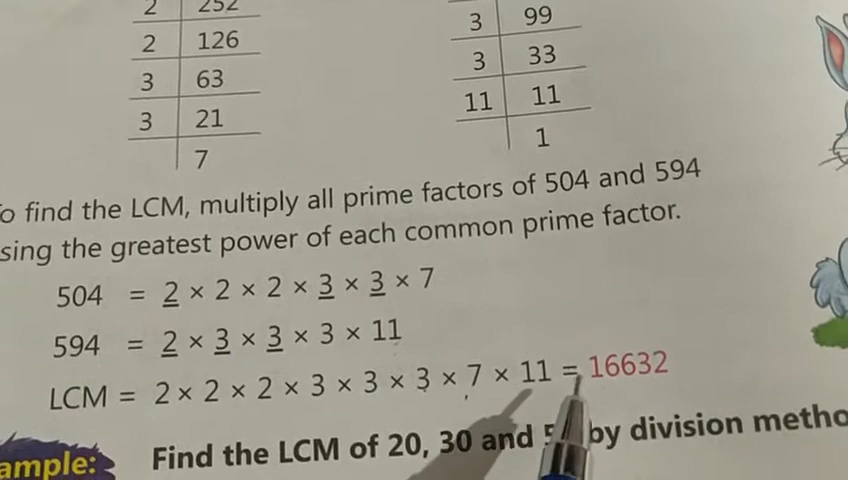 2 252
3 99
2 126
3 33
3 63
11 11
3 21
1
7
o find the LCM, multiply all prime factors of 504 and 594
sing the greatest power of each common prime factor.
504 = 2 × 2 × 2 × 3 × 3 × 7
594 = 2 × 3 × 3 × 3 × 11
LCM = 2 × 2 × 2 × 3 × 3 × 3 × 7 × 11 = 16632
ample: Find the LCM of 20, 30 and by division metho